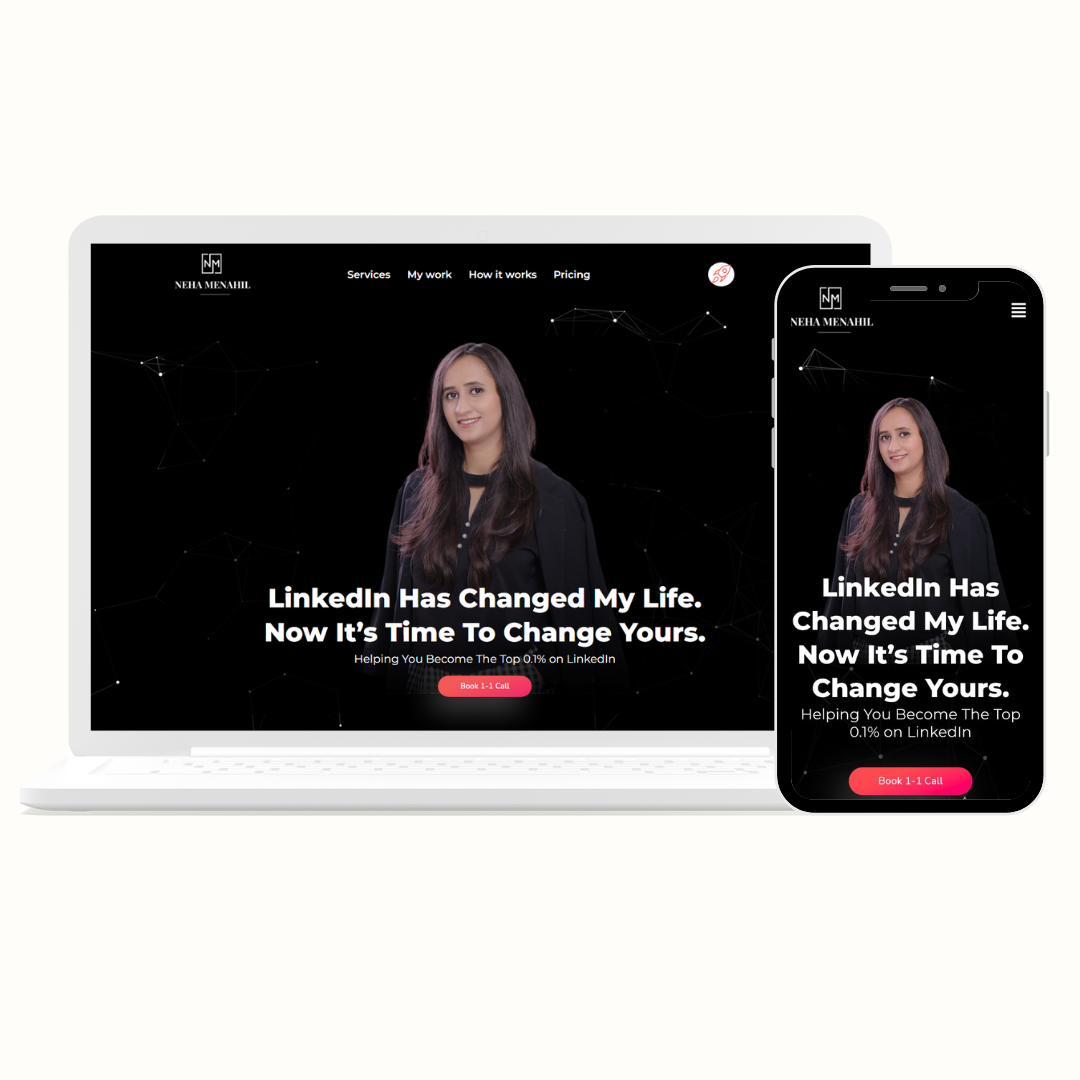 NM
NEHA MENAHIL
Services My work How it works Pricing
LinkedIn Has Changed My Life.
Now It’s Time To Change Yours.
Helping You Become The Top 0.1% on LinkedIn
Book 1-1 Call
NM
NEHA MENAHIL
LinkedIn Has
Changed My Life.
Now It’s Time To
Change Yours.
Helping You Become The Top
0.1% on LinkedIn
Book 1-1 Call